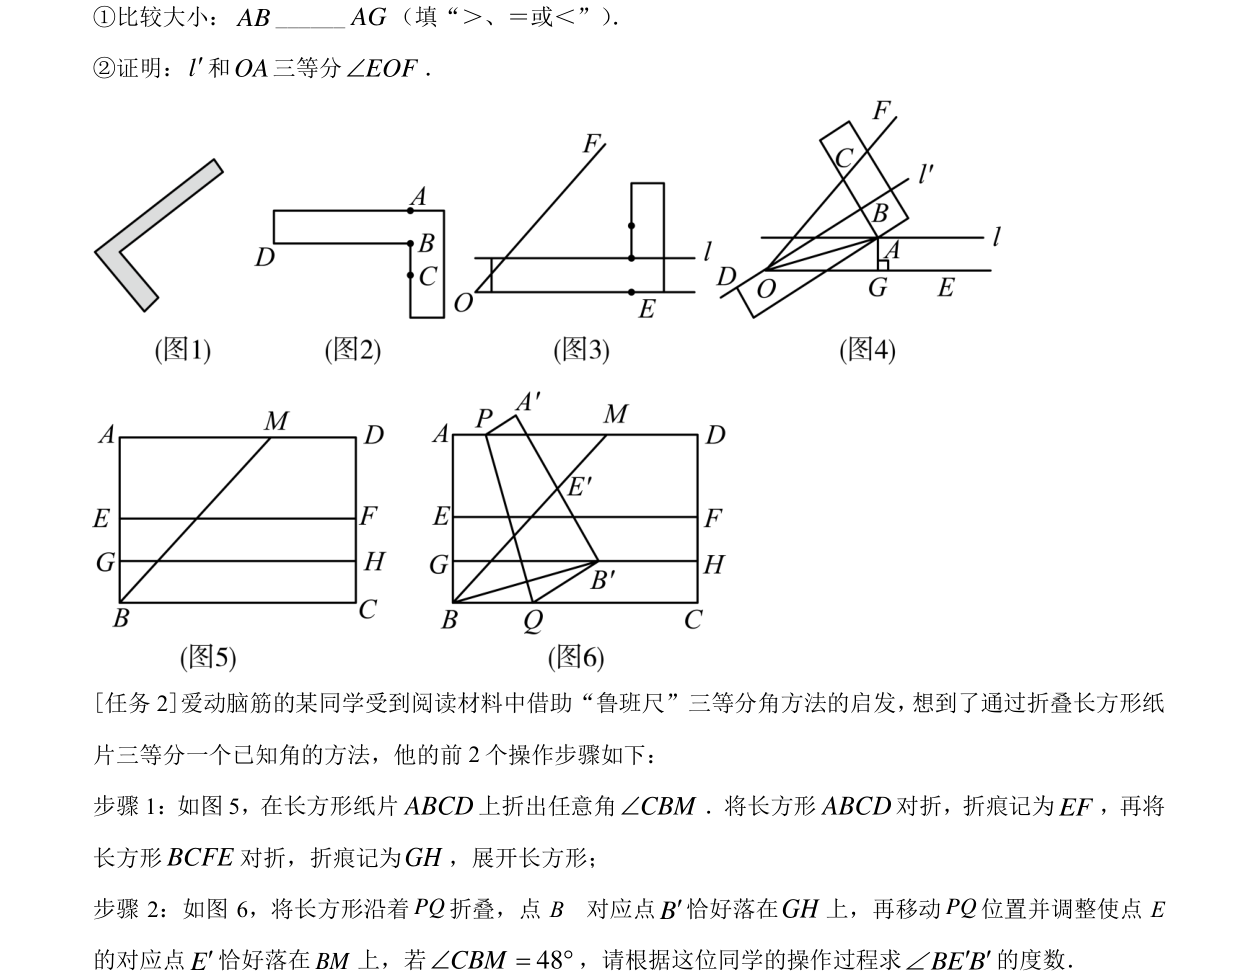 ①比较大小：AB______AG（填“>、=或<”）.
②证明：l′和OA三等分∠EOF．
F
C
l′
B
l
A
D
O
G
E
F
l
O
E
A
B
D
C
(图1)
(图2)
(图3)
(图4)
A
M
D
E
F
G
H
B
C
(图5)
P
A′
M
A
D
E′
E
F
G
B′
H
B
Q
C
(图6)
[任务 2]爱动脑筋的某同学受到阅读材料中借助“鲁班尺”三等分角方法的启发，想到了通过折叠长方形纸
片三等分一个已知角的方法，他的前 2 个操作步骤如下：
步骤 1：如图 5，在长方形纸片 ABCD 上折出任意角∠CBM．将长方形 ABCD 对折，折痕记为 EF，再将
长方形 BCFE 对折，折痕记为GH，展开长方形；
步骤 2：如图 6，将长方形沿着 PQ 折叠，点 B 对应点 B′恰好落在GH 上，再移动 PQ 位置并调整使点 E
的对应点 E′恰好落在 BM 上，若∠CBM = 48°，请根据这位同学的操作过程求∠BE′B′的度数．